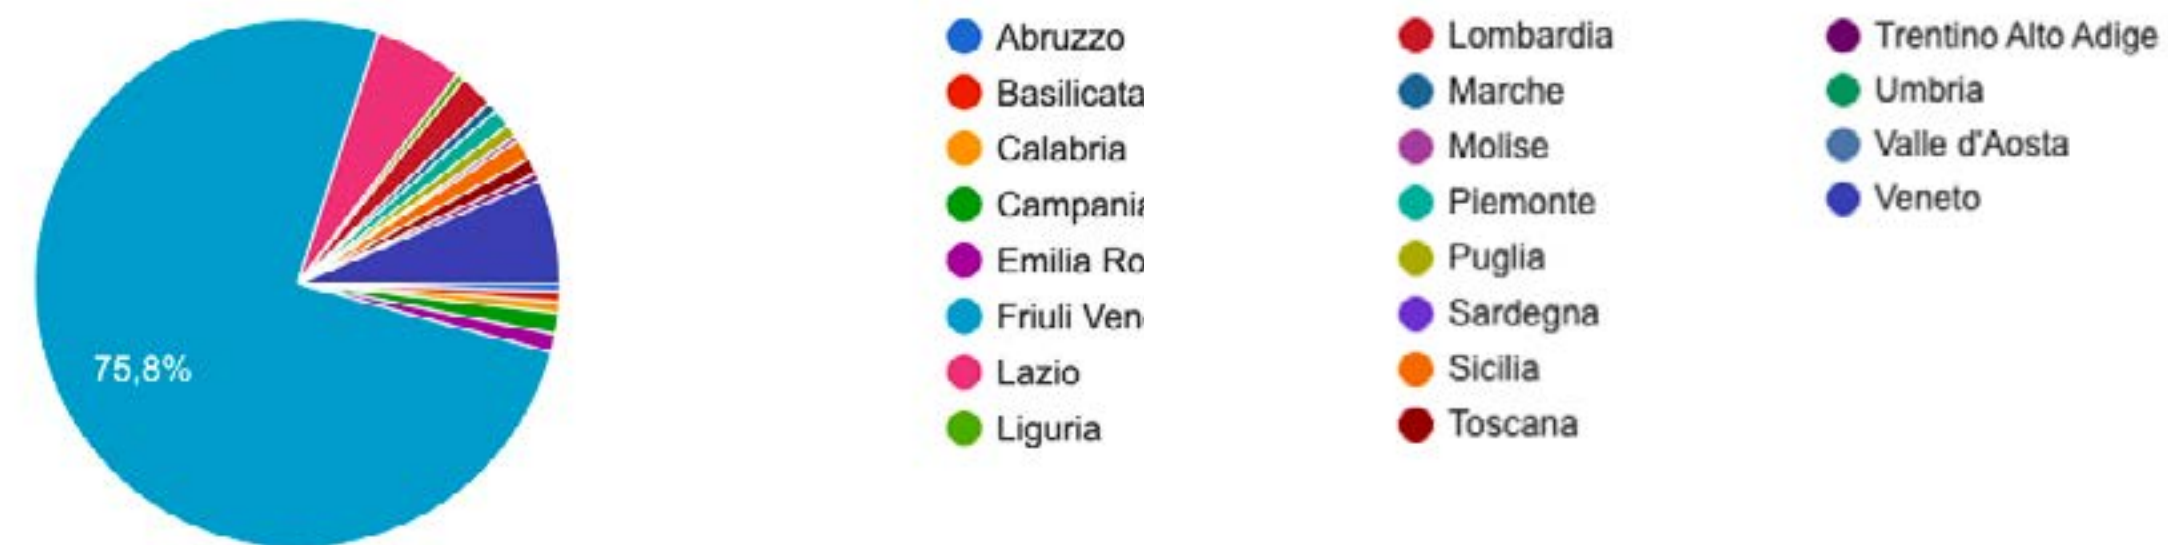 75,8%
Abruzzo
Basilicata
Calabria
Campania
Emilia Ro
Friuli Ven
Lazio
Liguria
Lombardia
Marche
Molise
Piemonte
Puglia
Sardegna
Sicilia
Toscana
Trentino Alto Adige
Umbria
Valle d'Aosta
Veneto